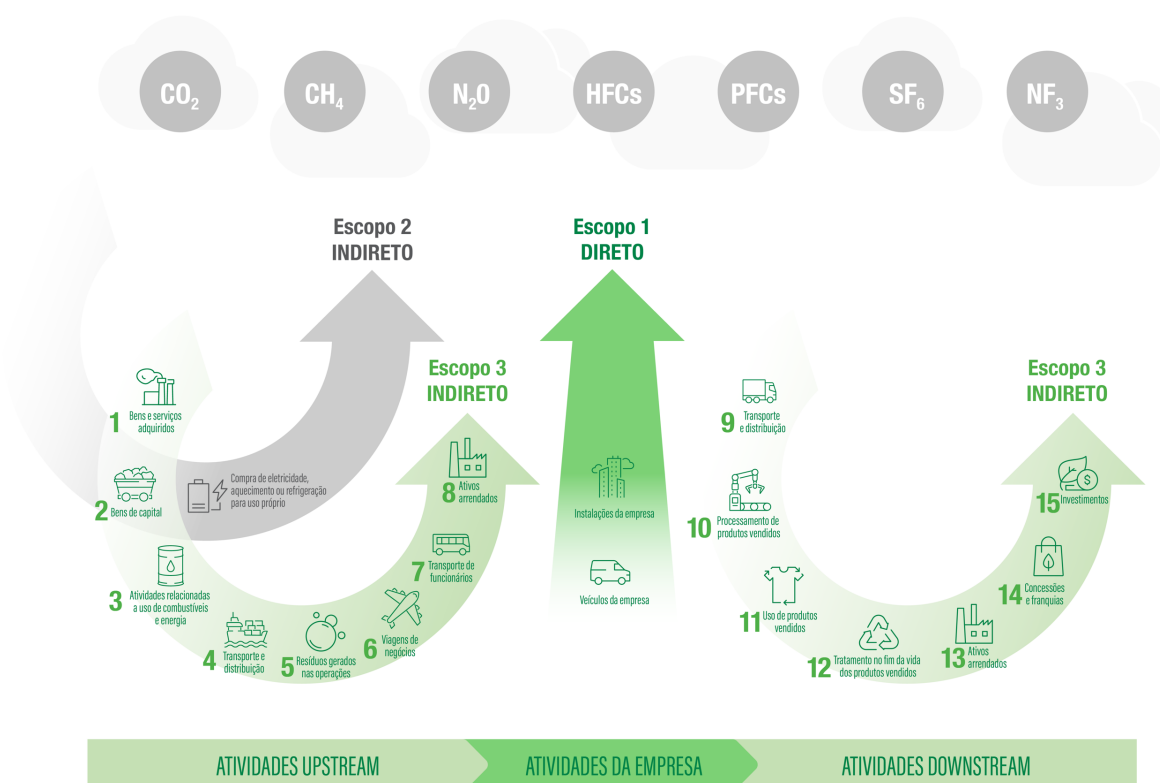 CO₂
CH₄
N₂O
HFCs
PFCs
SF₆
NF₃
Escopo 2
INDIRETO
Escopo 1
DIRETO
Escopo 3
INDIRETO
Escopo 3
INDIRETO
1 Bens e serviços
adquiridos
2 Bens de capital
Compra de eletricidade,
aquecimento ou refrigeração
para uso próprio
3 Atividades relacionadas
a uso de combustíveis
e energia
4 Transporte e
distribuição
5 Resíduos gerados
nas operações
6 Viagens de
negócios
7 Transporte de
funcionários
8 Ativos
arrendados
Instalações da empresa
Veículos da empresa
9 Transporte
e distribuição
10 Processamento de
produtos vendidos
11 Uso de produtos
vendidos
12 Tratamento no fim da vida
dos produtos vendidos
13 Ativos
arrendados
14 Concessões
e franquias
15 Investimentos
ATIVIDADES UPSTREAM
ATIVIDADES DA EMPRESA
ATIVIDADES DOWNSTREAM